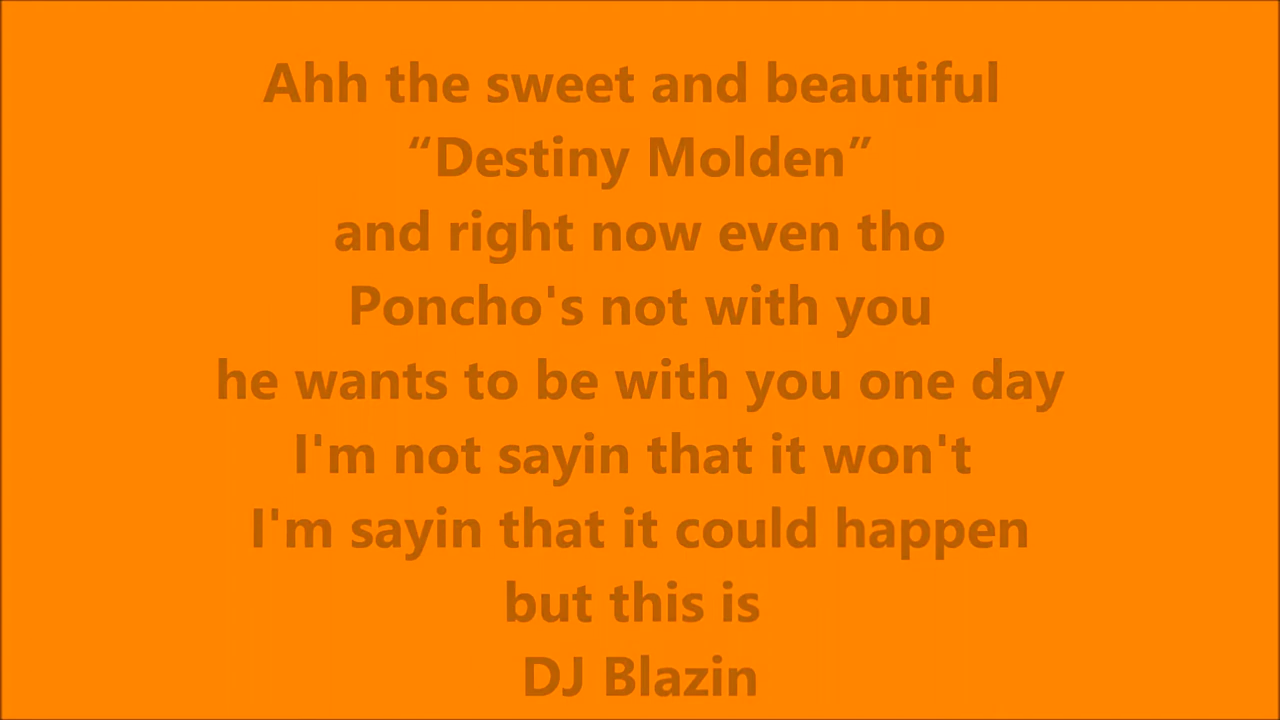 Ahh the sweet and beautiful
“Destiny Molden”
and right now even tho
Poncho's not with you
he wants to be with you one day
I'm not sayin that it won't
I'm sayin that it could happen
but this is
DJ Blazin